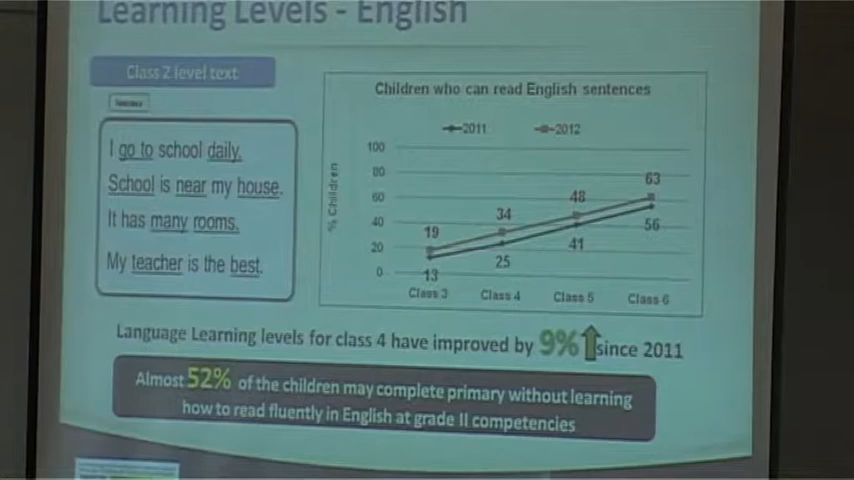 Learning Levels - English
Class 2 level text
I go to school daily.
School is near my house.
It has many rooms.
My teacher is the best.
Children who can read English sentences
2011
2012
% Children
100
80
60
40
20
0
19
34
48
63
13
25
41
56
Class 3
Class 4
Class 5
Class 6
Language Learning levels for class 4 have improved by 9% since 2011
Almost 52% of the children may complete primary without learning
how to read fluently in English at grade II competencies